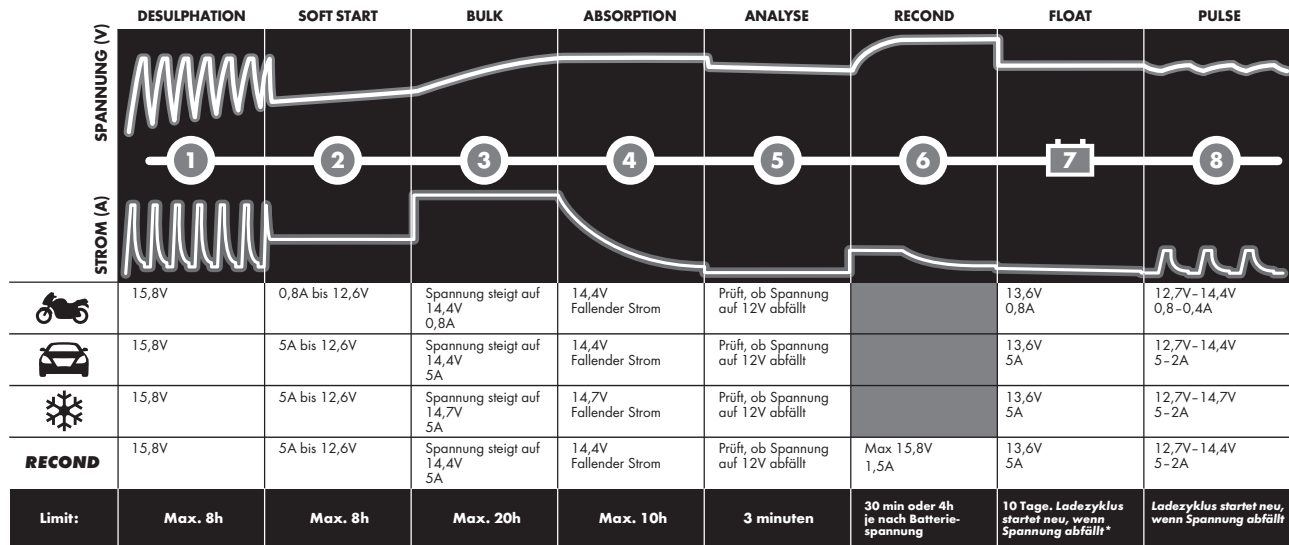 DESULPHATION SOFT START BULK ABSORPTION ANALYSE RECOND FLOAT PULSE
SPANNUNG (V)
1 2 3 4 5 6 7 8
STROM (A)
15,8V 0,8A bis 12,6V Spannung steigt auf 14,4V Prüft, ob Spannung 13,6V 12,7V–14,4V
14,4V Fallender Strom auf 12V abfällt 0,8A 0,8–0,4A
0,8A
15,8V 5A bis 12,6V Spannung steigt auf 14,4V Prüft, ob Spannung 13,6V 12,7V–14,4V
14,4V Fallender Strom auf 12V abfällt 5A 5–2A
5A
15,8V 5A bis 12,6V Spannung steigt auf 14,7V Prüft, ob Spannung 13,6V 12,7V–14,7V
14,7V Fallender Strom auf 12V abfällt 5A 5–2A
5A
RECOND 15,8V 5A bis 12,6V Spannung steigt auf 14,4V Prüft, ob Spannung Max 15,8V 13,6V 12,7V–14,4V
14,4V Fallender Strom auf 12V abfällt 1,5A 5A 5–2A
5A
Limit: Max. 8h Max. 8h Max. 20h Max. 10h 3 minuten 30 min oder 4h 10 Tage. Ladezyklus Ladezyklus startet neu,
je nach Batterie- startet neu, wenn wenn Spannung abfällt
spannung Spannung abfällt*